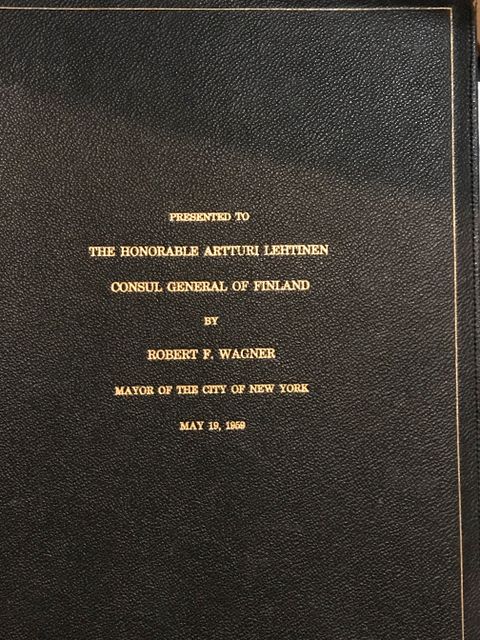 PRESENTED TO
THE HONORABLE ARTTURI LEHTINEN
CONSUL GENERAL OF FINLAND
BY
ROBERT F. WAGNER
MAYOR OF THE CITY OF NEW YORK
MAY 19, 1959